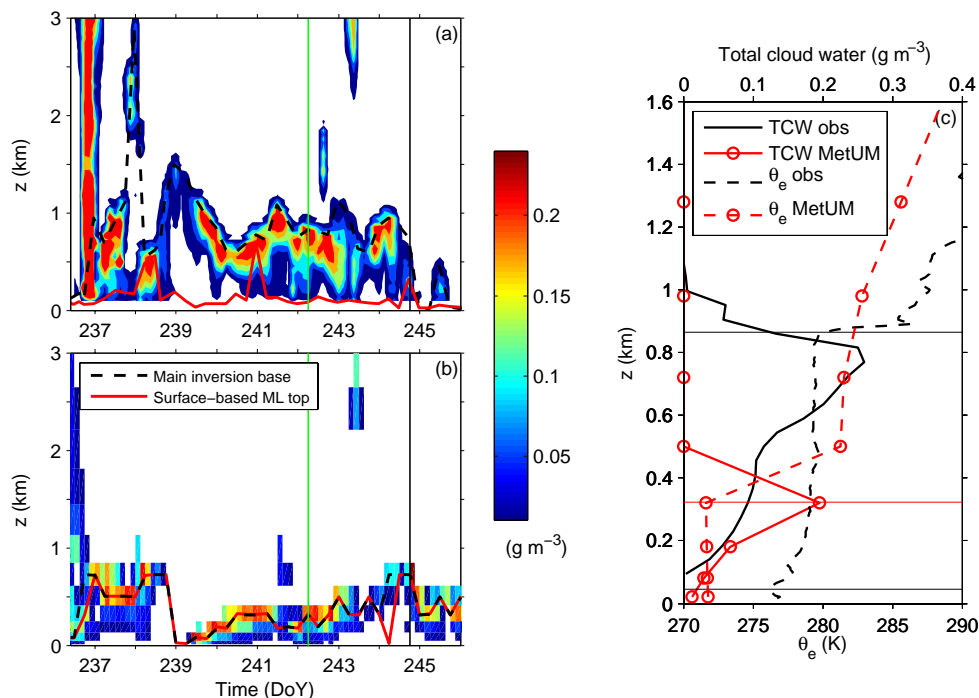 (a)
3
2
1
0
z (km)
237
239
241
243
245
(b)
Main inversion base
Surface−based ML top
3
2
1
0
z (km)
237
239
241
243
245
Time (DoY)
0.2
0.15
0.1
0.05
(g m−3)
Total cloud water (g m−3)
0
0.1
0.2
0.3
0.4
(c)
TCW obs
TCW MetUM
θe obs
θe MetUM
1.6
1.4
1.2
1
0.8
0.6
0.4
0.2
0
z (km)
270
275
280
285
290
θe (K)